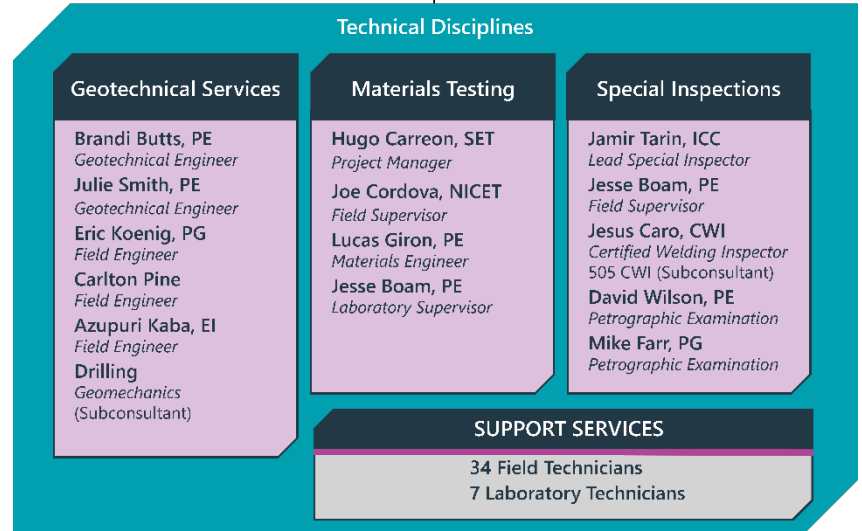 Technical Disciplines
Geotechnical Services
Brandi Butts, PE
Geotechnical Engineer
Julie Smith, PE
Geotechnical Engineer
Eric Koenig, PG
Field Engineer
Carlton Pine
Field Engineer
Azupuri Kaba, EI
Field Engineer
Drilling
Geomechanics
(Subconsultant)
Materials Testing
Hugo Carreon, SET
Project Manager
Joe Cordova, NICET
Field Supervisor
Lucas Giron, PE
Materials Engineer
Jesse Boam, PE
Laboratory Supervisor
Special Inspections
Jamir Tarin, ICC
Lead Special Inspector
Jesse Boam, PE
Field Supervisor
Jesus Caro, CWI
Certified Welding Inspector
505 CWI (Subconsultant)
David Wilson, PE
Petrographic Examination
Mike Farr, PG
Petrographic Examination
SUPPORT SERVICES
34 Field Technicians
7 Laboratory Technicians